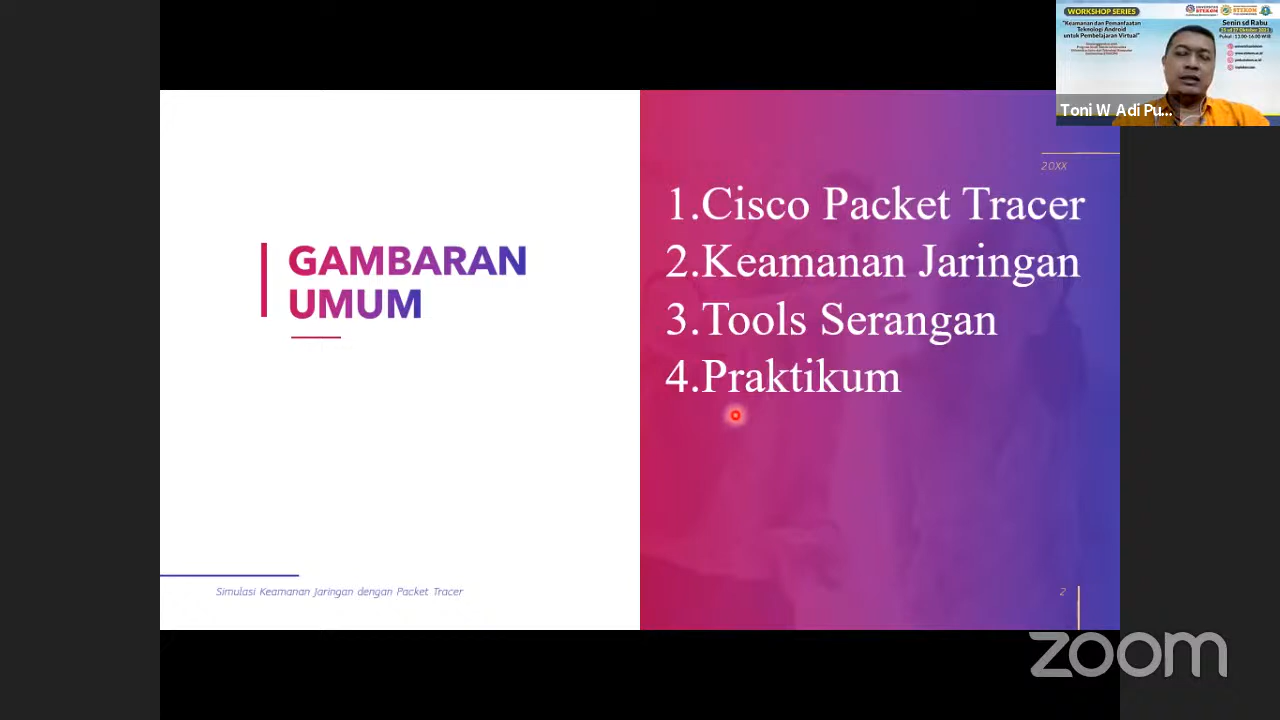 WORKSHOP SERIES
"Keamanan dan Pemanfaatan
Teknologi Android
untuk Pembelajaran Virtual"
STEKOM
STEKOM
Senin sd Rabu
Pukul : 13.00-16.00 WIB
Toni W Adi Pu...
GAMBARAN
UMUM
Simulasi Keamanan Jaringan dengan Packet Tracer
20XX
1.Cisco Packet Tracer
2.Keamanan Jaringan
3.Tools Serangan
4.Praktikum
2
zoom